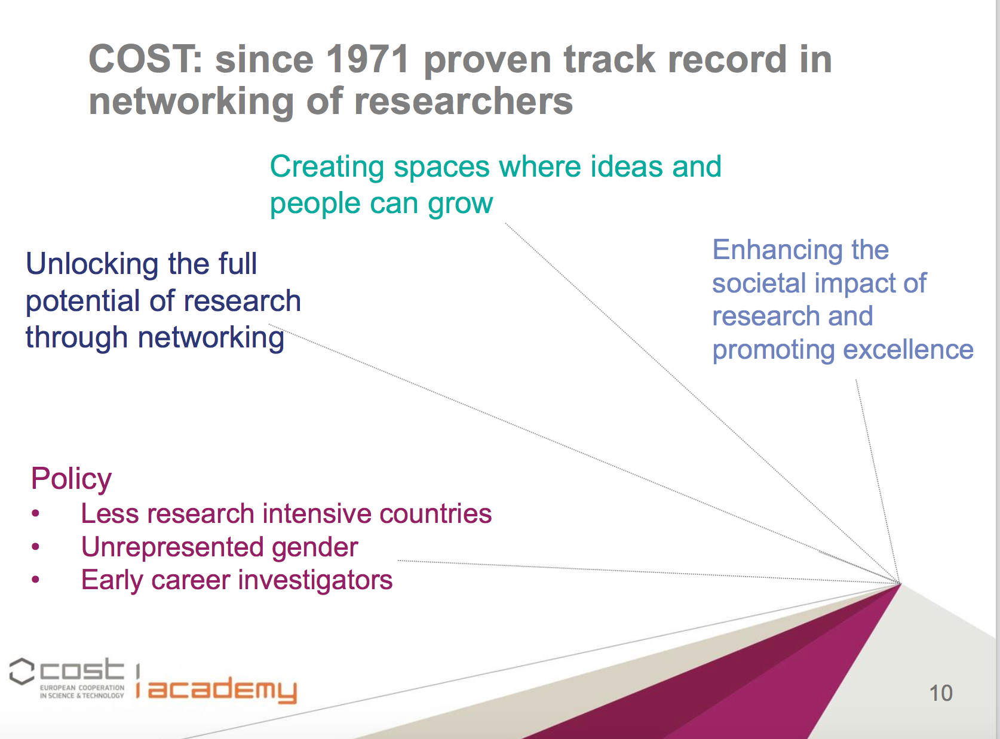 COST: since 1971 proven track record in
networking of researchers
Creating spaces where ideas and
people can grow
Enhancing the
societal impact of
research and
promoting excellence
Unlocking the full
potential of research
through networking
Policy
• Less research intensive countries
• Unrepresented gender
• Early career investigators
cost
EUROPEAN COOPERATION
IN SCIENCE & TECHNOLOGY
academy
10